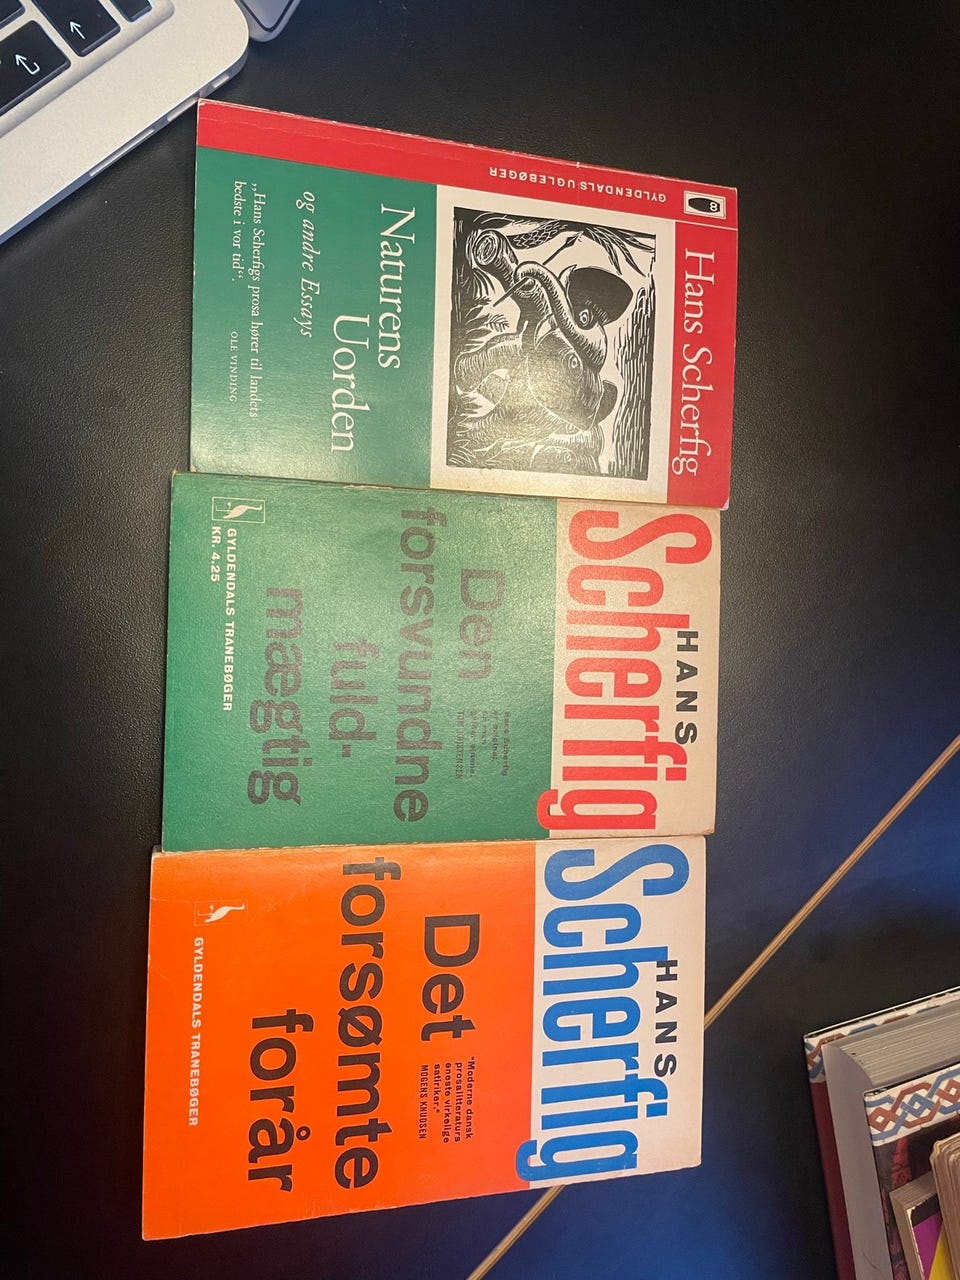 GYLDENDALS UGLEBØGER
Hans Scherfig
Naturens
Uorden
og andre Essays
„Hans Scherfigs prosa hører til landets
bedste i vor tid“.
OLE VINDING
HANS
Scherfig
Den
forsvundne
fuld-
mægtig
GYLDENDALS TRANEBØGER
KR. 4.25
HANS
Scherfig
Det
"Moderne dansk
prosalitteraturs
eneste virkelige
satiriker."
MOGENS KNUDSEN
forsømte
forår
GYLDENDALS TRANEBØGER